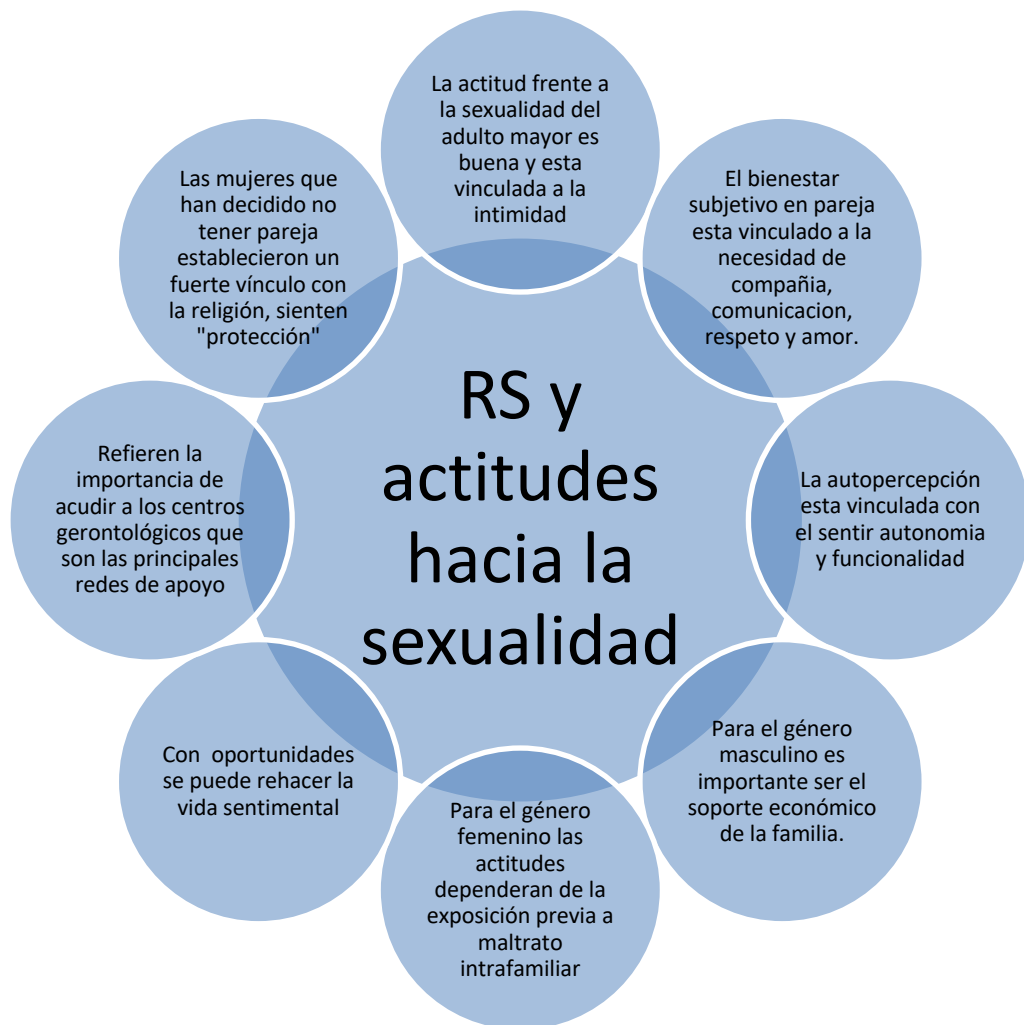 La actitud frente a
la sexualidad del
adulto mayor es
buena y esta
vinculada a la
intimidad
El bienestar
subjetivo en pareja
esta vinculado a la
necesidad de
compañia,
comunicacion,
respeto y amor.
La autopercepción
esta vinculada con
el sentir autonomia
y funcionalidad
Para el género
masculino es
importante ser el
soporte económico
de la familia.
Para el género
femenino las
actitudes
dependeran de la
exposición previa a
maltrato
intrafamiliar
Con oportunidades
se puede rehacer la
vida sentimental
Refieren la
importancia de
acudir a los centros
gerontológicos que
son las principales
redes de apoyo
Las mujeres que
han decidido no
tener pareja
establecieron un
fuerte vínculo con
la religión, sienten
"protección"
RS y
actitudes
hacia la
sexualidad